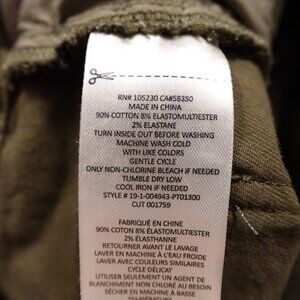 RN# 105230 CA#58350
MADE IN CHINA
90% COTTON 8% ELASTOMULTIESTER
2% ELASTANE
TURN INSIDE OUT BEFORE WASHING
MACHINE WASH COLD
WITH LIKE COLORS
GENTLE CYCLE
ONLY NON-CHLORINE BLEACH IF NEEDED
TUMBLE DRY LOW
COOL IRON IF NEEDED
STYLE # 19-1-004943-PT01300
CUT 001759
FABRIQUÉ EN CHINE
90% COTON 8% ÉLASTOMULTIESTER
2% ÉLASTHANNE
RETOURNER AVANT LE LAVAGE
LAVER EN MACHINE À L'EAU FROIDE
LAVER AVEC COULEURS SIMILAIRES
CYCLE DÉLICAT
UTILISER SEULEMENT UN AGENT DE
BLANCHIMENT NON CHLORÉ AU BESOIN
SÉCHER À MACHINE À BASSE
TEMPÉRATURE